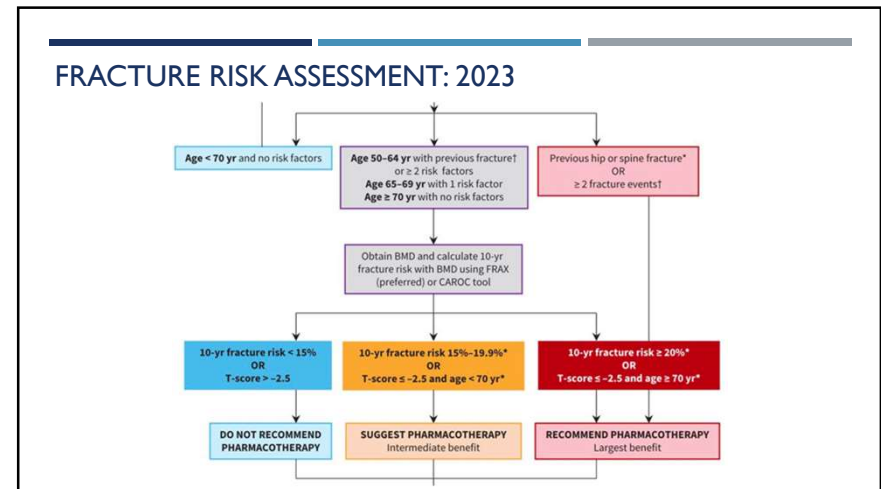 FRACTURE RISK ASSESSMENT: 2023
Age < 70 yr and no risk factors
Age 50–64 yr with previous fracture†
or ≥ 2 risk factors
Age 65–69 yr with 1 risk factor
Age ≥ 70 yr with no risk factors
Previous hip or spine fracture*
OR
≥ 2 fracture events†
Obtain BMD and calculate 10-yr
fracture risk with BMD using FRAX
(preferred) or CAROC tool
10-yr fracture risk < 15%
OR
T-score > –2.5
10-yr fracture risk 15%–19.9%*
OR
T-score ≤ –2.5 and age < 70 yr*
10-yr fracture risk ≥ 20%*
OR
T-score ≤ –2.5 and age ≥ 70 yr*
DO NOT RECOMMEND
PHARMACOTHERAPY
SUGGEST PHARMACOTHERAPY
Intermediate benefit
RECOMMEND PHARMACOTHERAPY
Largest benefit